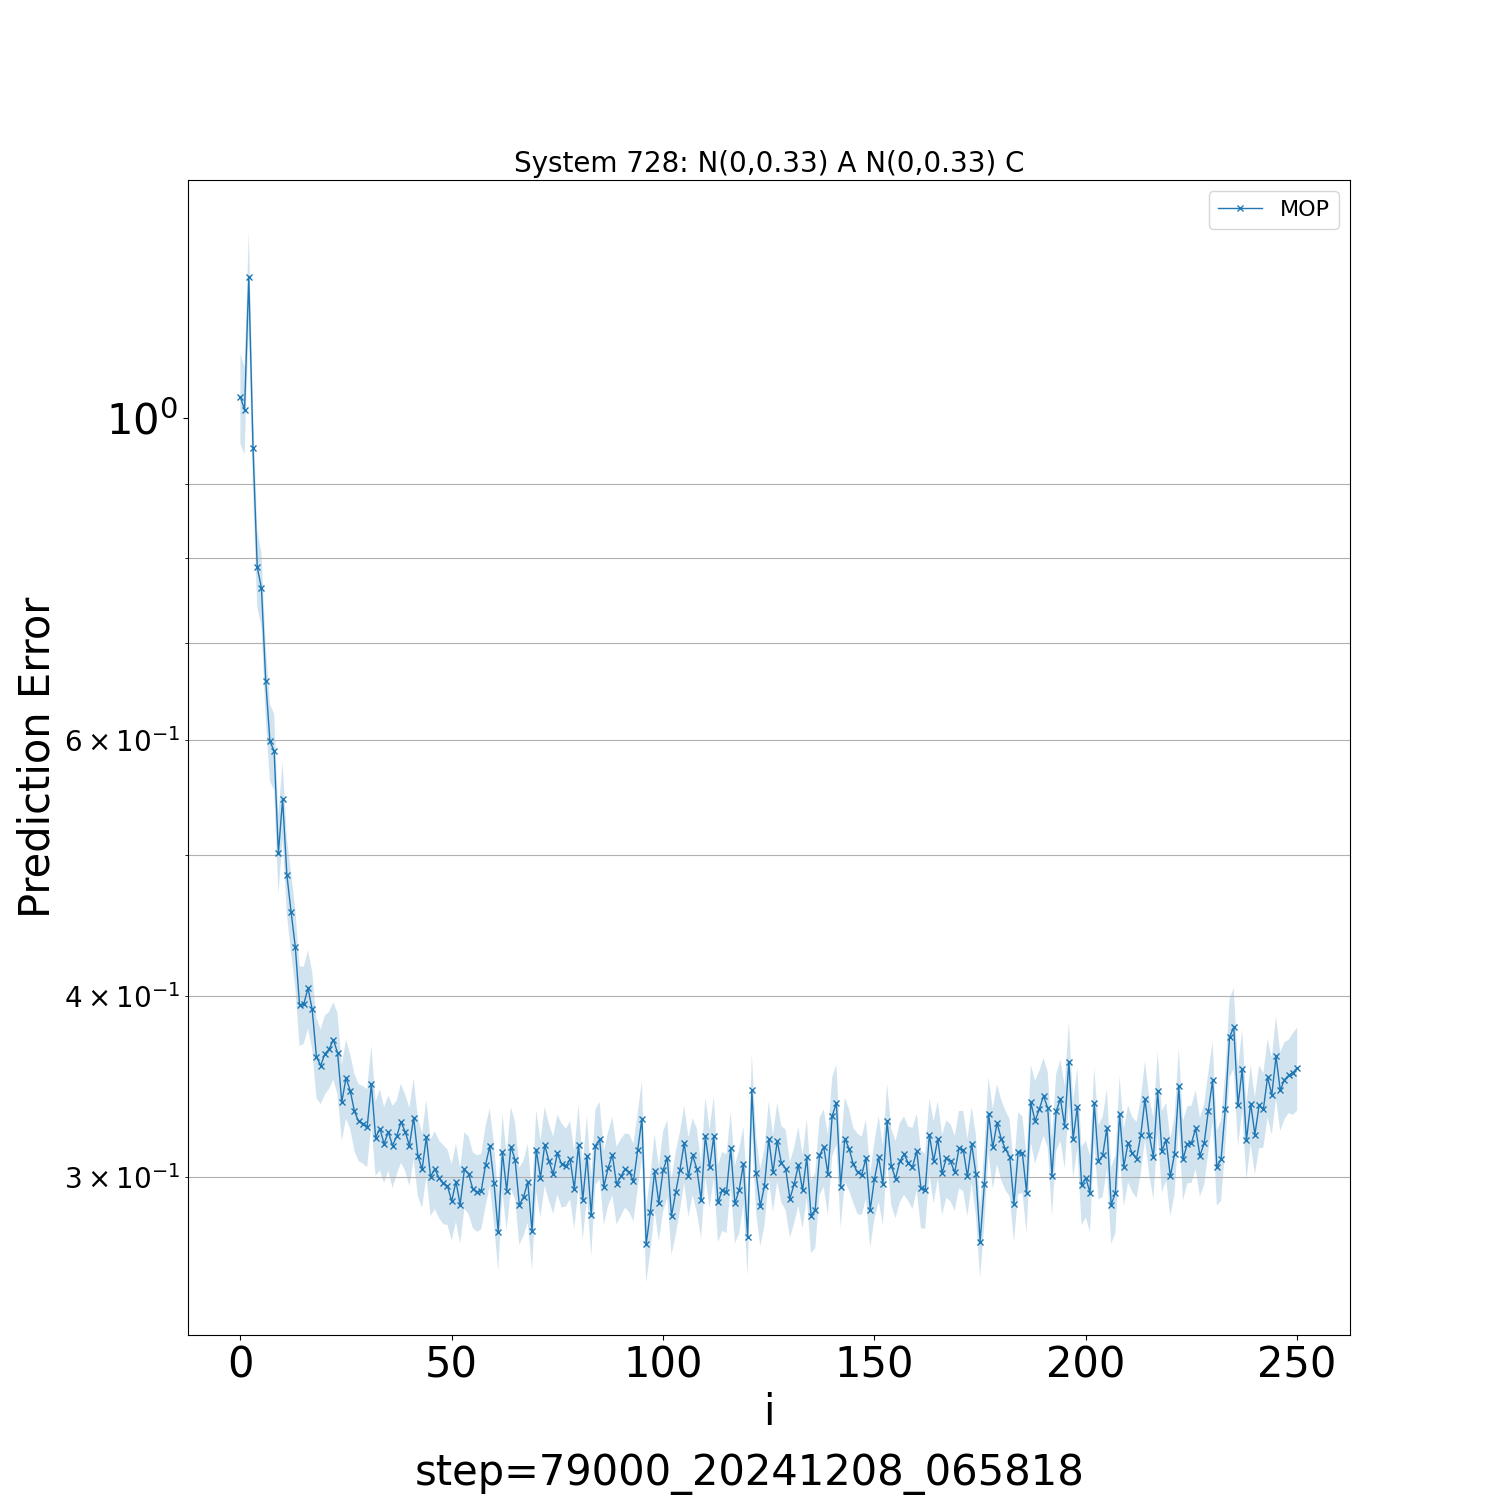 System 728: N(0,0.33) A N(0,0.33) C
MOP
10⁰
6 × 10⁻¹
4 × 10⁻¹
3 × 10⁻¹
Prediction Error
0 50 100 150 200 250
i
step=79000_20241208_065818